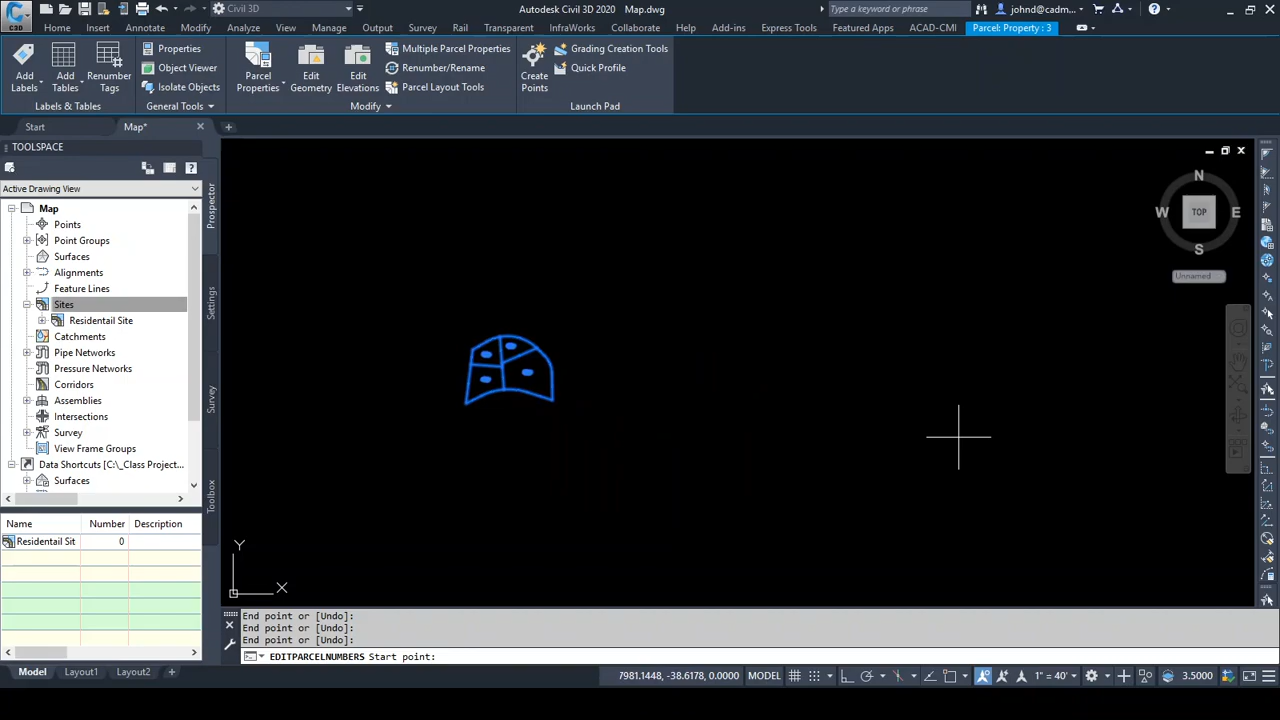 C3D
Civil 3D
Autodesk Civil 3D 2020 Map.dwg
Type a keyword or phrase
johnd@cadm...
Home Insert Annotate Modify Analyze View Manage Output Survey Rail Transparent InfraWorks Collaborate Help Add-ins Express Tools Featured Apps ACAD-CMI Parcel: Property : 3
Add Labels
Add Tables
Renumber Tags
Labels & Tables
Properties
Object Viewer
Isolate Objects
General Tools
Parcel Properties
Edit Geometry
Edit Elevations
Multiple Parcel Properties
Renumber/Rename
Parcel Layout Tools
Modify
Create Points
Grading Creation Tools
Quick Profile
Launch Pad
Start
Map*
TOOLSPACE
Active Drawing View
Map
Points
Point Groups
Surfaces
Alignments
Feature Lines
Sites
Residentail Site
Catchments
Pipe Networks
Pressure Networks
Corridors
Assemblies
Intersections
Survey
View Frame Groups
Data Shortcuts [C:\_Class Project...
Surfaces
Prospector
Settings
Survey
Toolbox
Name Number Description
Residentail Sit 0
N
W TOP E
S
Unnamed
Y
X
End point or [Undo]:
End point or [Undo]:
End point or [Undo]:
EDITPARCELNUMBERS Start point:
Model Layout1 Layout2
7981.1448, -38.6178, 0.0000 MODEL 1" = 40' 3.5000